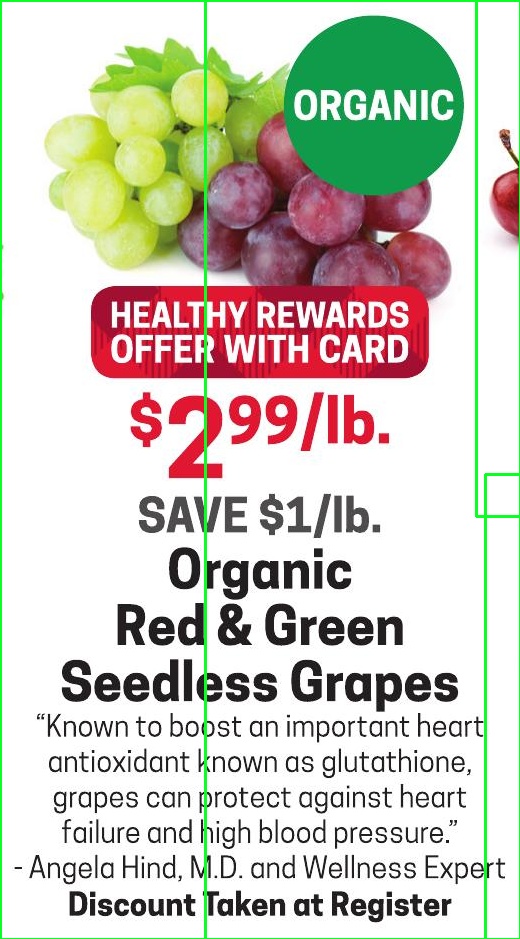 ORGANIC
HEALTHY REWARDS
OFFER WITH CARD
$2.99/lb.
SAVE $1/lb.
Organic
Red & Green
Seedless Grapes
“Known to boost an important heart
antioxidant known as glutathione,
grapes can protect against heart
failure and high blood pressure.”
- Angela Hind, M.D. and Wellness Expert
Discount Taken at Register